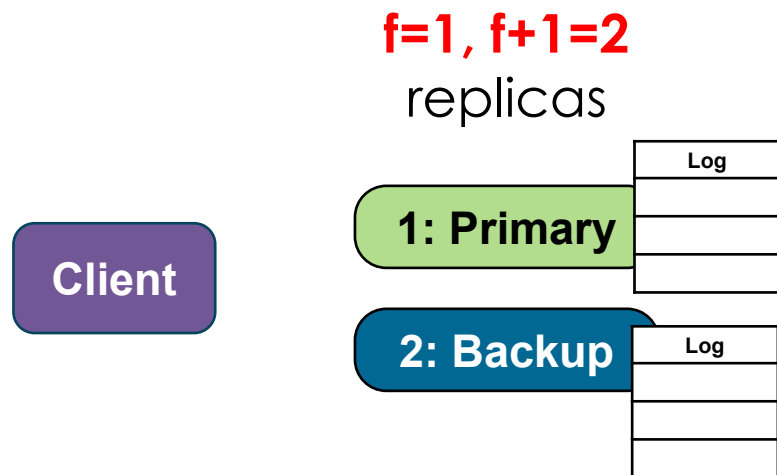 f=1, f+1=2
replicas
Log
1: Primary
Client
2: Backup
Log